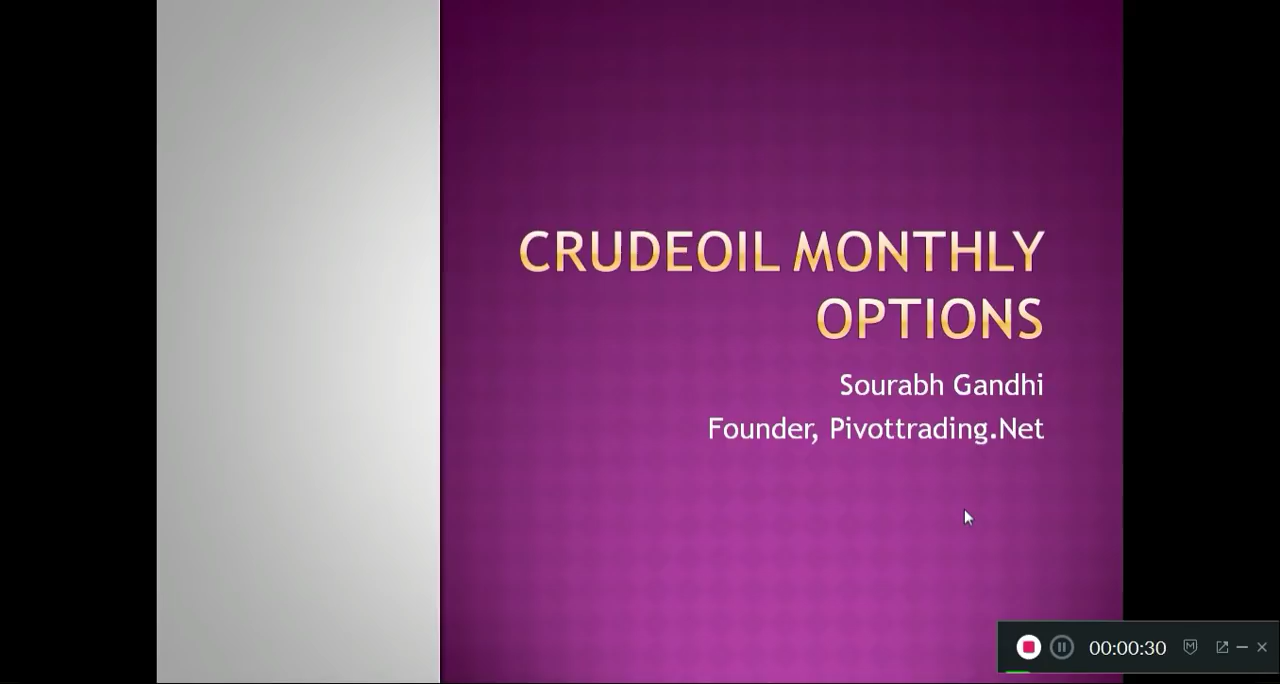 CRUDEOIL MONTHLY
OPTIONS
Sourabh Gandhi
Founder, Pivottrading.Net
00:00:30